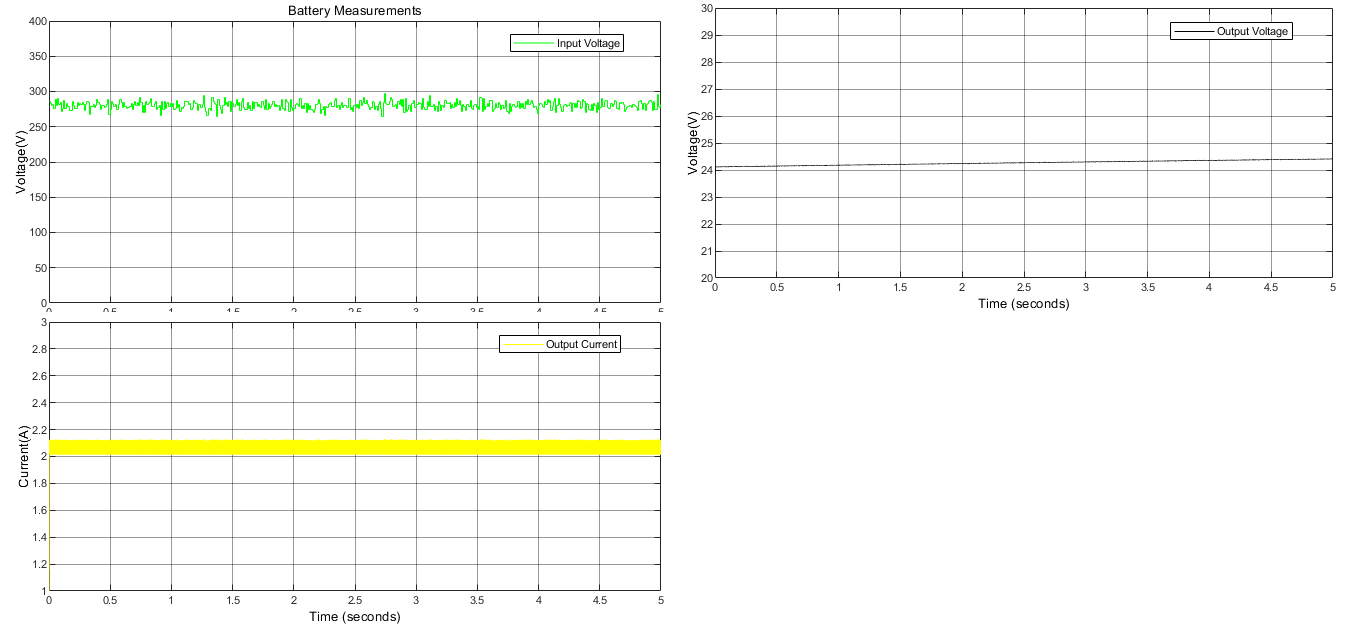 Battery Measurements
400
350
300
250
200
150
100
50
0
Voltage(V)
Input Voltage
0 0.5 1 1.5 2 2.5 3 3.5 4 4.5 5
30
29
28
27
26
25
24
23
22
21
20
Voltage(V)
Output Voltage
0 0.5 1 1.5 2 2.5 3 3.5 4 4.5 5
Time (seconds)
3
2.8
2.6
2.4
2.2
2
1.8
1.6
1.4
1.2
1
Current(A)
Output Current
0 0.5 1 1.5 2 2.5 3 3.5 4 4.5 5
Time (seconds)